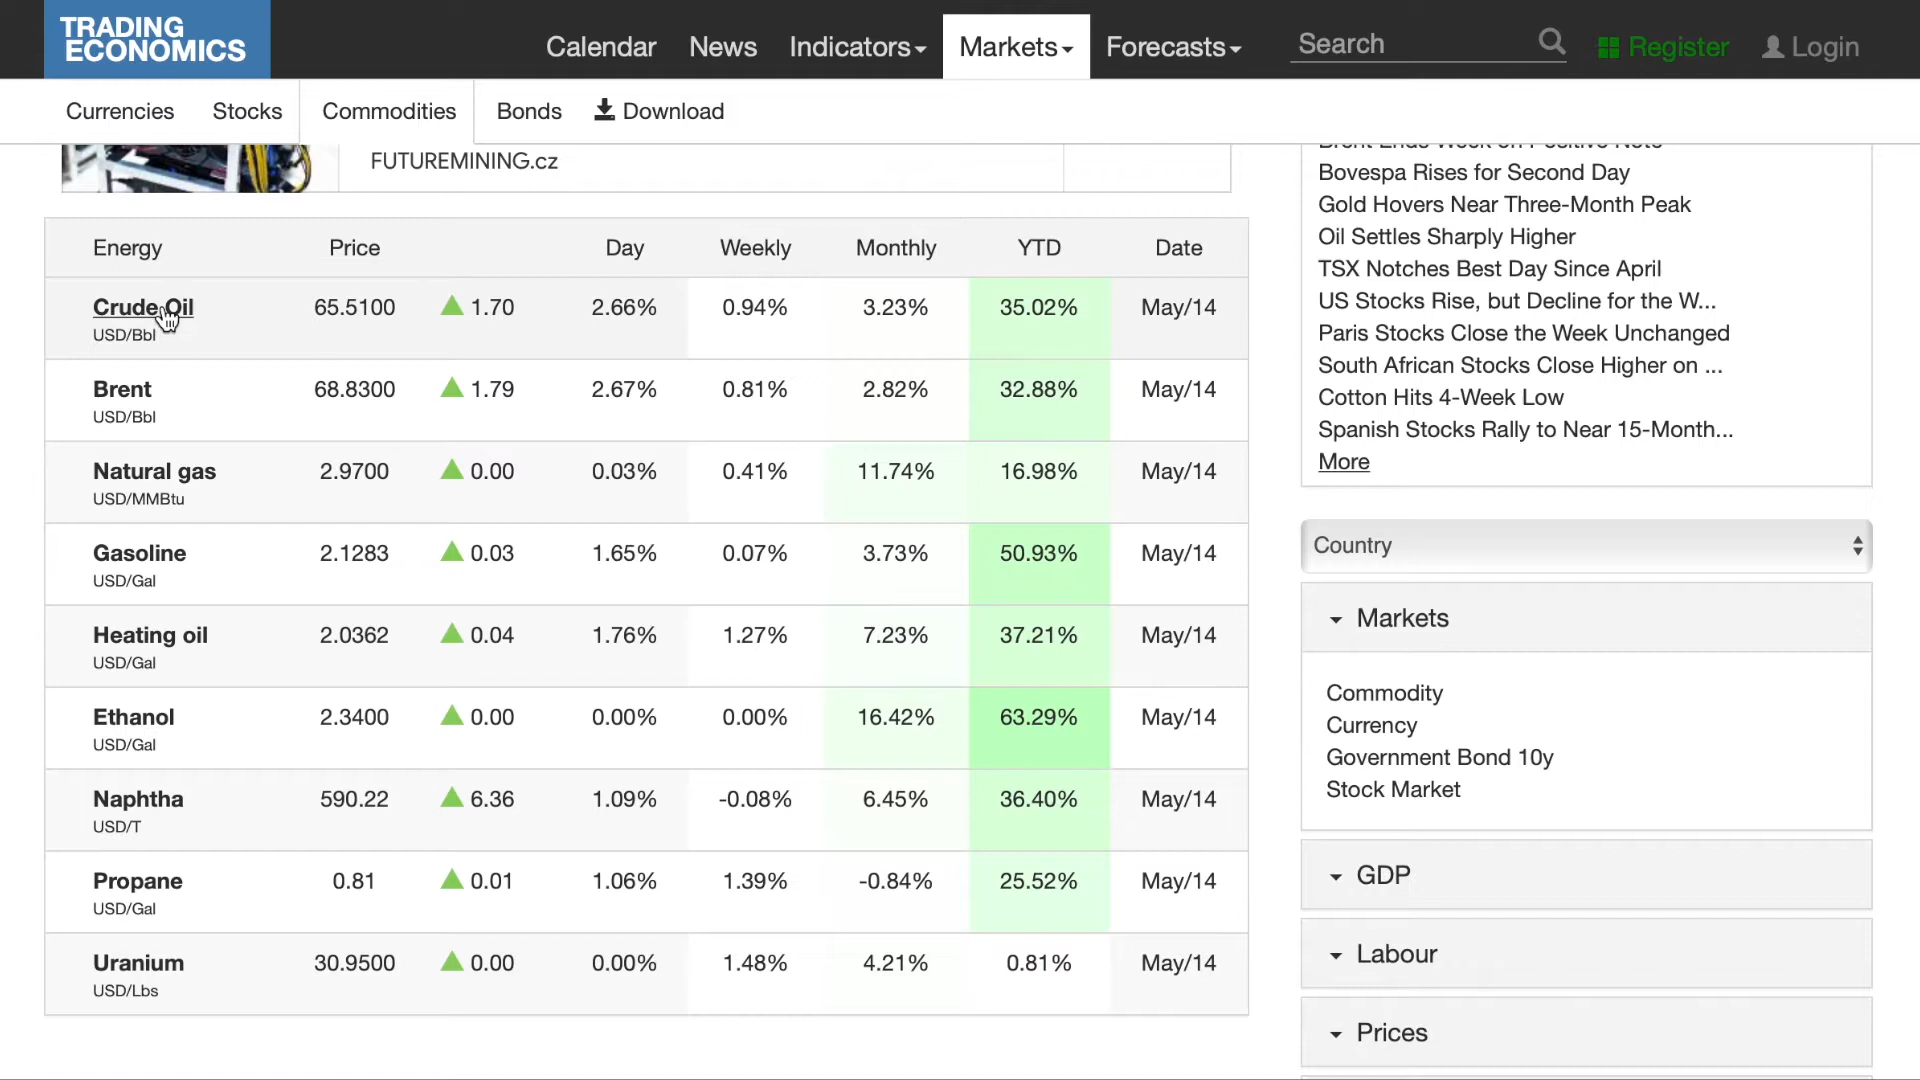 TRADING
ECONOMICS
Calendar News Indicators Markets Forecasts Search Register Login
Currencies Stocks Commodities Bonds Download
FUTUREMINING.cz
Energy Price Day Weekly Monthly YTD Date
Crude Oil 65.5100 1.70 2.66% 0.94% 3.23% 35.02% May/14
USD/Bbl
Brent 68.8300 1.79 2.67% 0.81% 2.82% 32.88% May/14
USD/Bbl
Natural gas 2.9700 0.00 0.03% 0.41% 11.74% 16.98% May/14
USD/MMBtu
Gasoline 2.1283 0.03 1.65% 0.07% 3.73% 50.93% May/14
USD/Gal
Heating oil 2.0362 0.04 1.76% 1.27% 7.23% 37.21% May/14
USD/Gal
Ethanol 2.3400 0.00 0.00% 0.00% 16.42% 63.29% May/14
USD/Gal
Naphtha 590.22 6.36 1.09% -0.08% 6.45% 36.40% May/14
USD/T
Propane 0.81 0.01 1.06% 1.39% -0.84% 25.52% May/14
USD/Gal
Uranium 30.9500 0.00 0.00% 1.48% 4.21% 0.81% May/14
USD/Lbs
Brent Ends Week on Positive Note
Bovespa Rises for Second Day
Gold Hovers Near Three-Month Peak
Oil Settles Sharply Higher
TSX Notches Best Day Since April
US Stocks Rise, but Decline for the W...
Paris Stocks Close the Week Unchanged
South African Stocks Close Higher on ...
Cotton Hits 4-Week Low
Spanish Stocks Rally to Near 15-Month...
More
Country
Markets
Commodity
Currency
Government Bond 10y
Stock Market
GDP
Labour
Prices